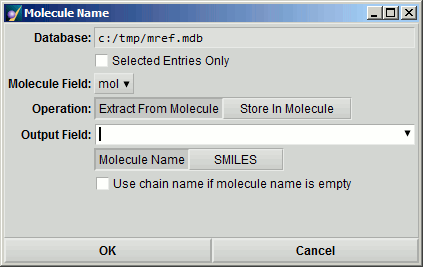 Molecule Name
Database: c:/tmp/mref.mdb
Selected Entries Only
Molecule Field: mol
Operation: Extract From Molecule Store In Molecule
Output Field:
Molecule Name SMILES
Use chain name if molecule name is empty
OK Cancel